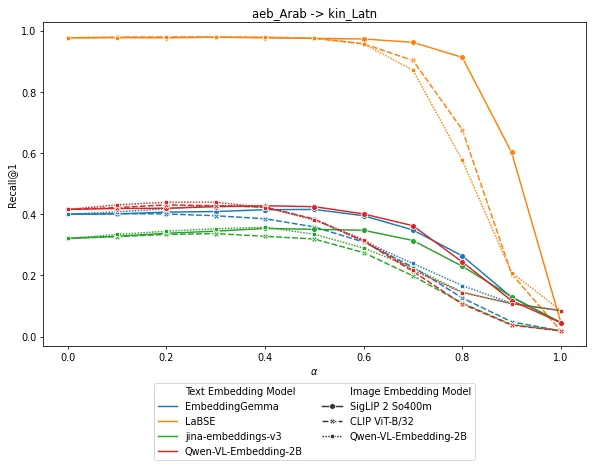 aeb_Arab -> kin_Latn
Recall@1
1.0
0.8
0.6
0.4
0.2
0.0
0.0 0.2 0.4 0.6 0.8 1.0
α
Text Embedding Model
EmbeddingGemma
LaBSE
jina-embeddings-v3
Qwen-VL-Embedding-2B
Image Embedding Model
SigLIP 2 So400m
CLIP ViT-B/32
Qwen-VL-Embedding-2B